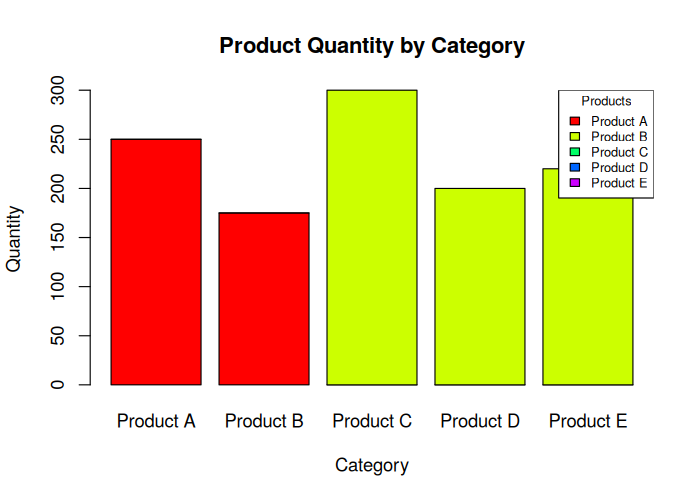 Product Quantity by Category
Quantity
300
250
200
150
100
50
0
Products
Product A
Product B
Product C
Product D
Product E
Product A Product B Product C Product D Product E
Category